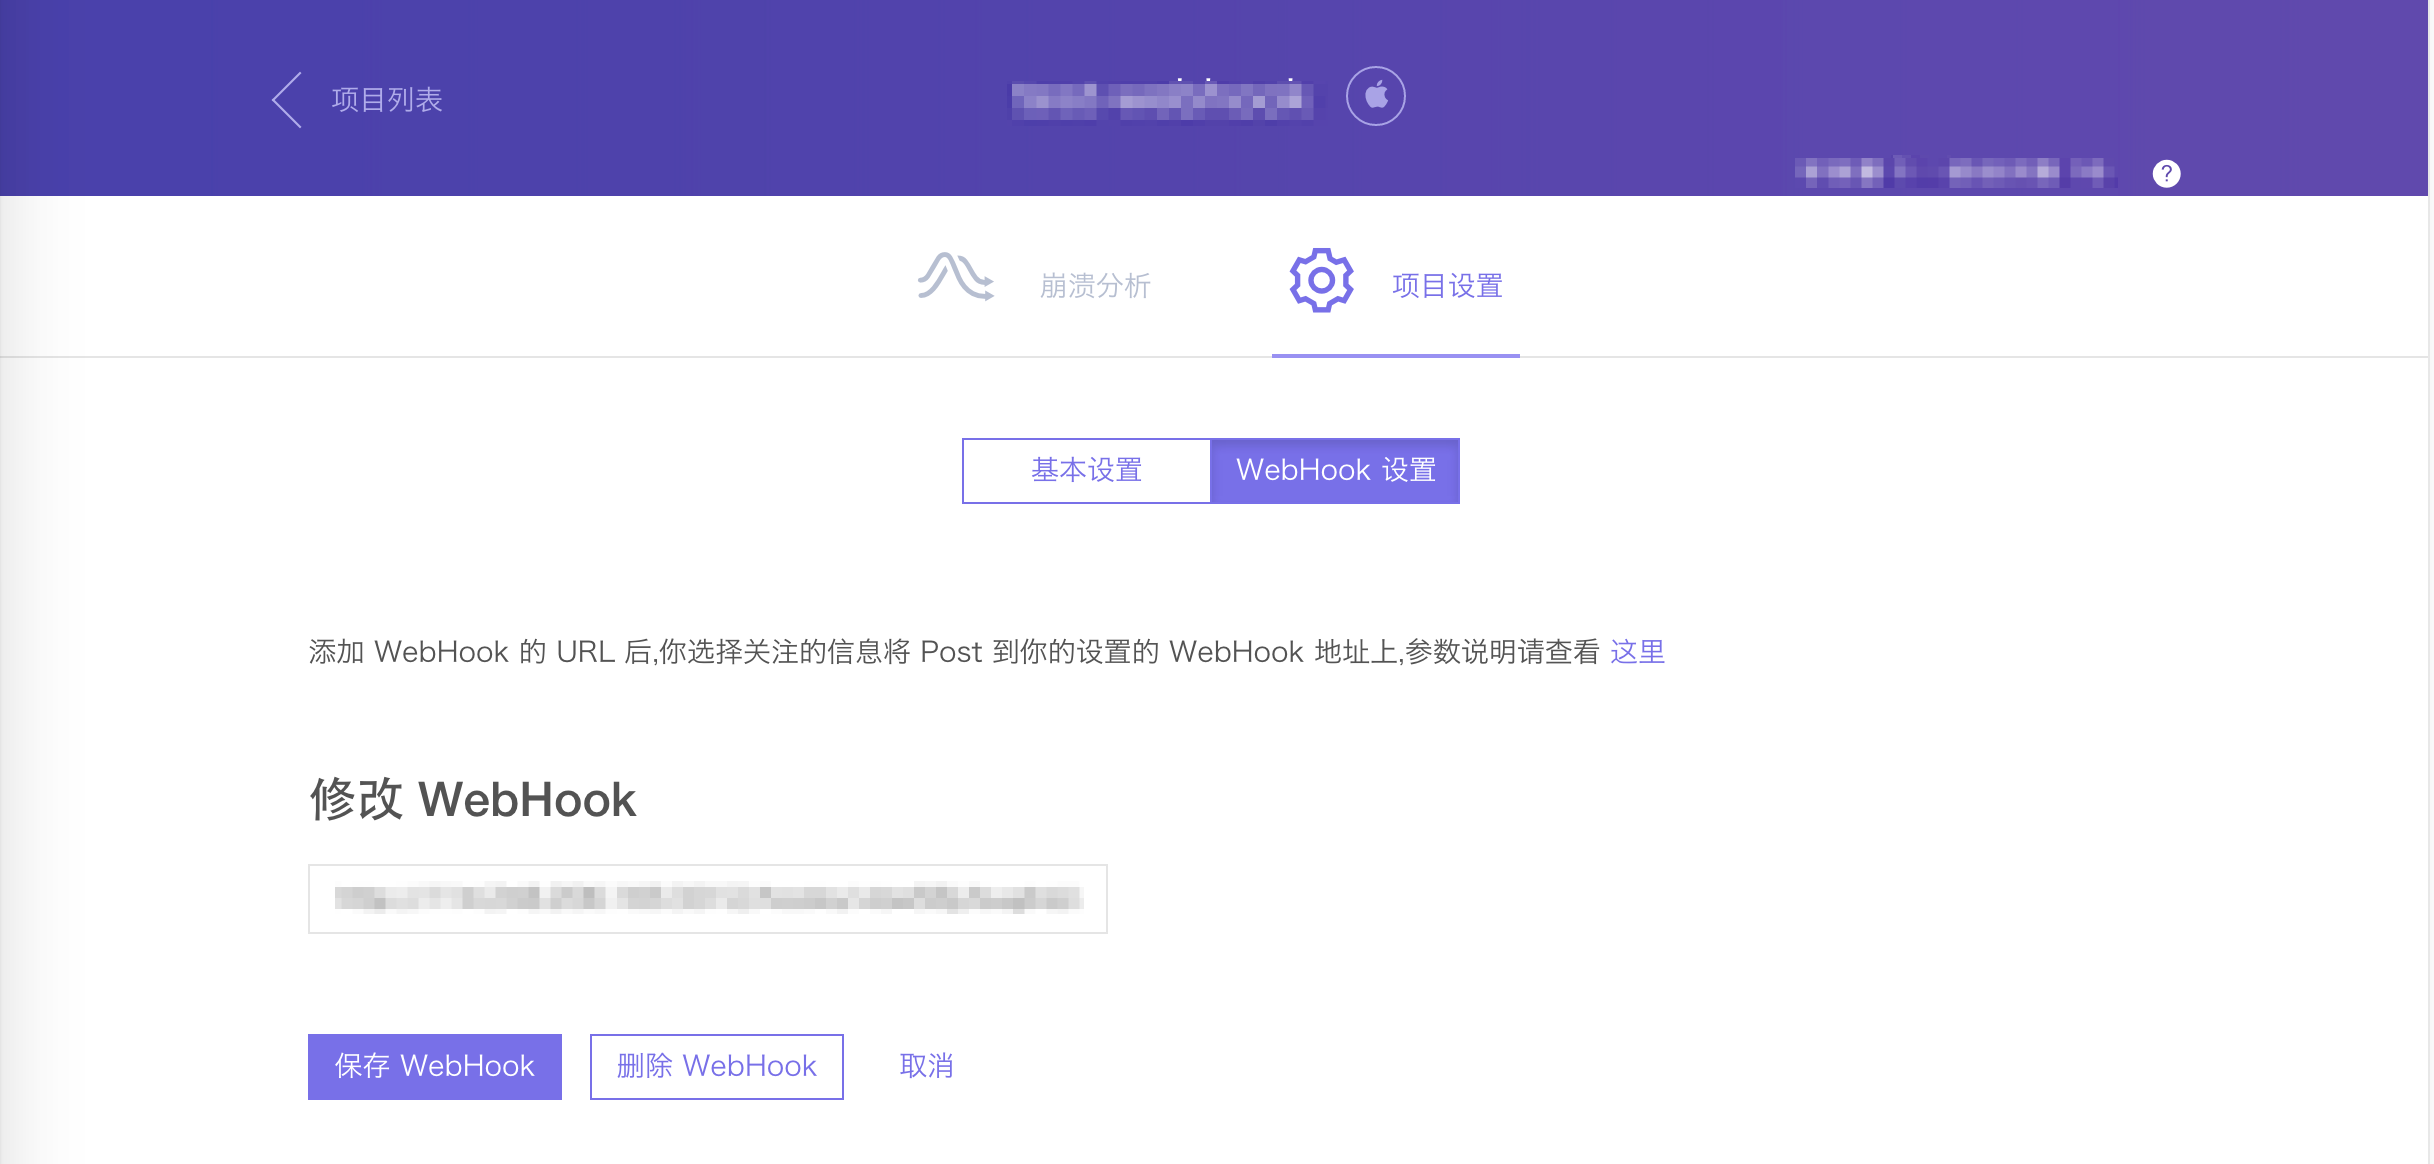 项目列表
?
崩溃分析
项目设置
基本设置
WebHook 设置
添加 WebHook 的 URL 后,你选择关注的信息将 Post 到你的设置的 WebHook 地址上,参数说明请查看 这里
修改 WebHook
保存 WebHook
删除 WebHook
取消